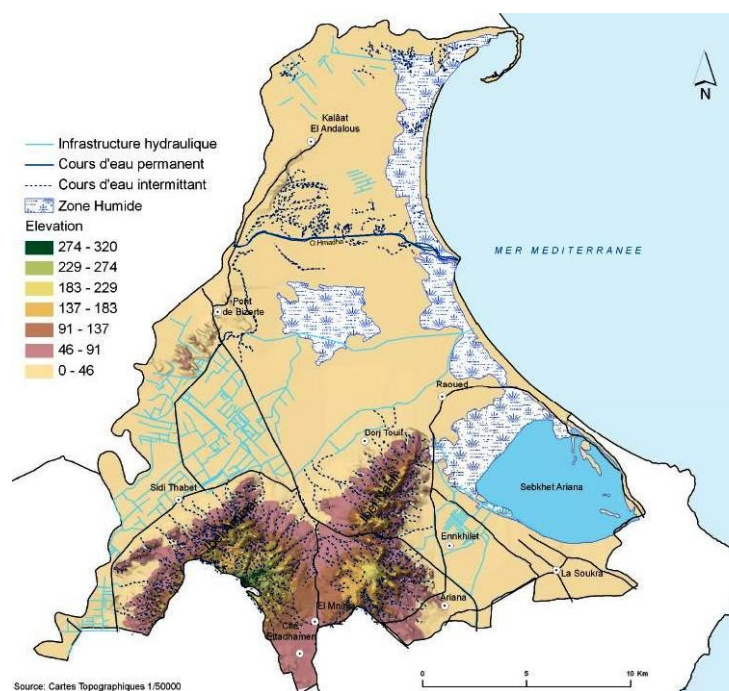 Kalâat
El Andalous
N
Infrastructure hydraulique
Cours d'eau permanent
Cours d'eau intermittant
Zone Humide
Elevation
274 - 320
229 - 274
183 - 229
137 - 183
91 - 137
46 - 91
0 - 46
MER MEDITERRANEE
Pont
de Bizerte
Raoued
Borj Touil
Sidi Thabet
Sebkhet Ariana
Ennkhilet
La Soukra
Ariana
El Mnihla
Cité
Ettadhamen
0 5 10 Km
Source: Cartes Topographiques 1/50000